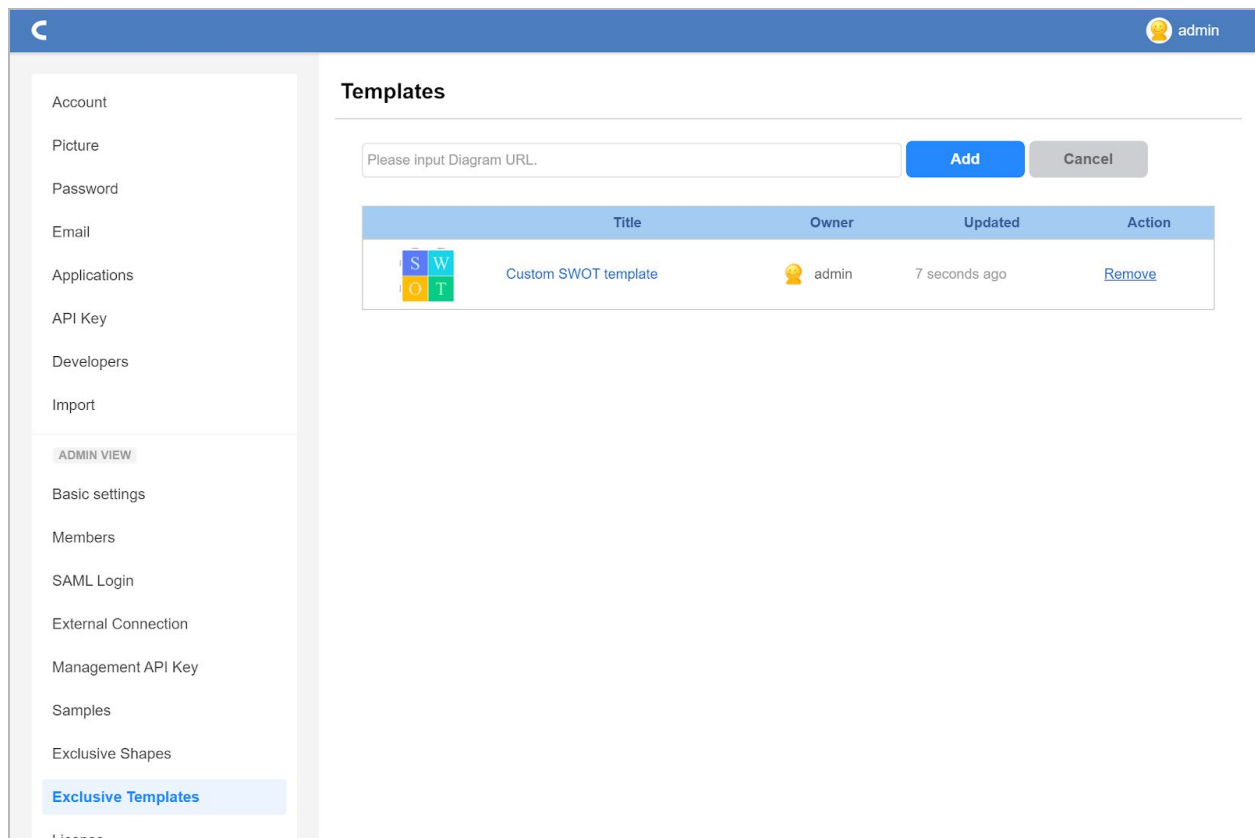 admin
Account
Picture
Password
Email
Applications
API Key
Developers
Import
ADMIN VIEW
Basic settings
Members
SAML Login
External Connection
Management API Key
Samples
Exclusive Shapes
Exclusive Templates
Templates
Please input Diagram URL. Add Cancel
Title Owner Updated Action
S W
O T
Custom SWOT template admin 7 seconds ago Remove